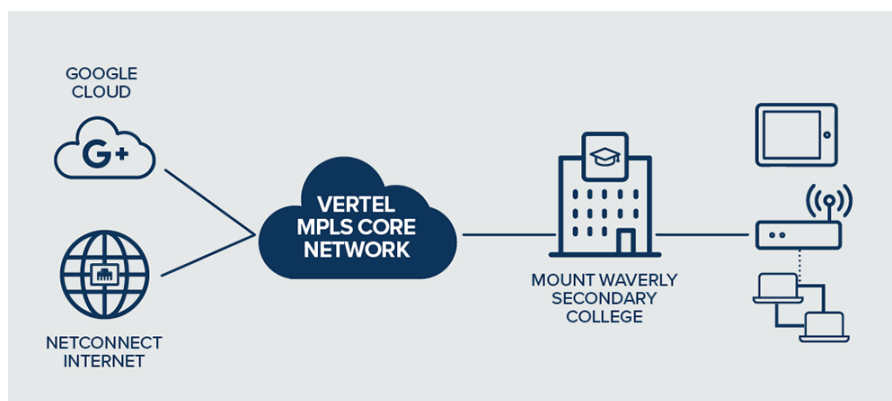 GOOGLE
CLOUD
G+
NETCONNECT
INTERNET
VERTEL
MPLS CORE
NETWORK
MOUNT WAVERLY
SECONDARY
COLLEGE